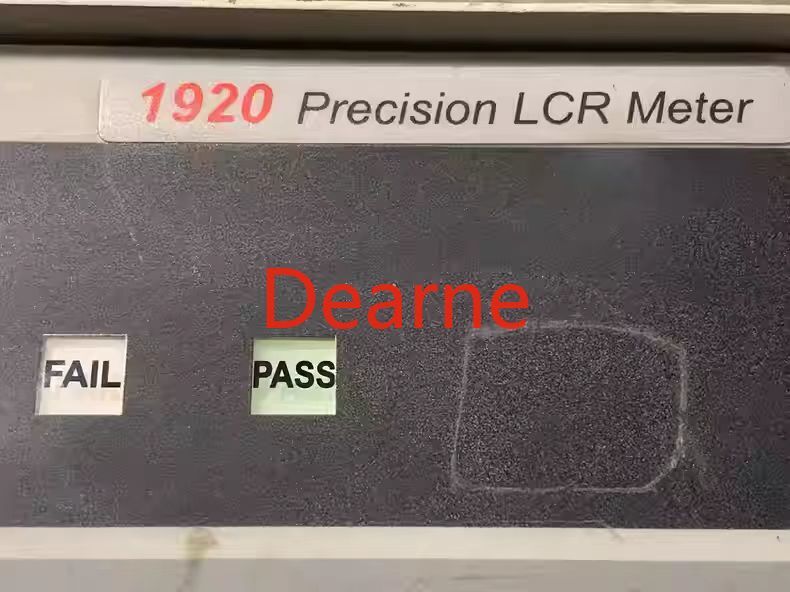 1920 Precision LCR Meter
Dearne
FAIL PASS